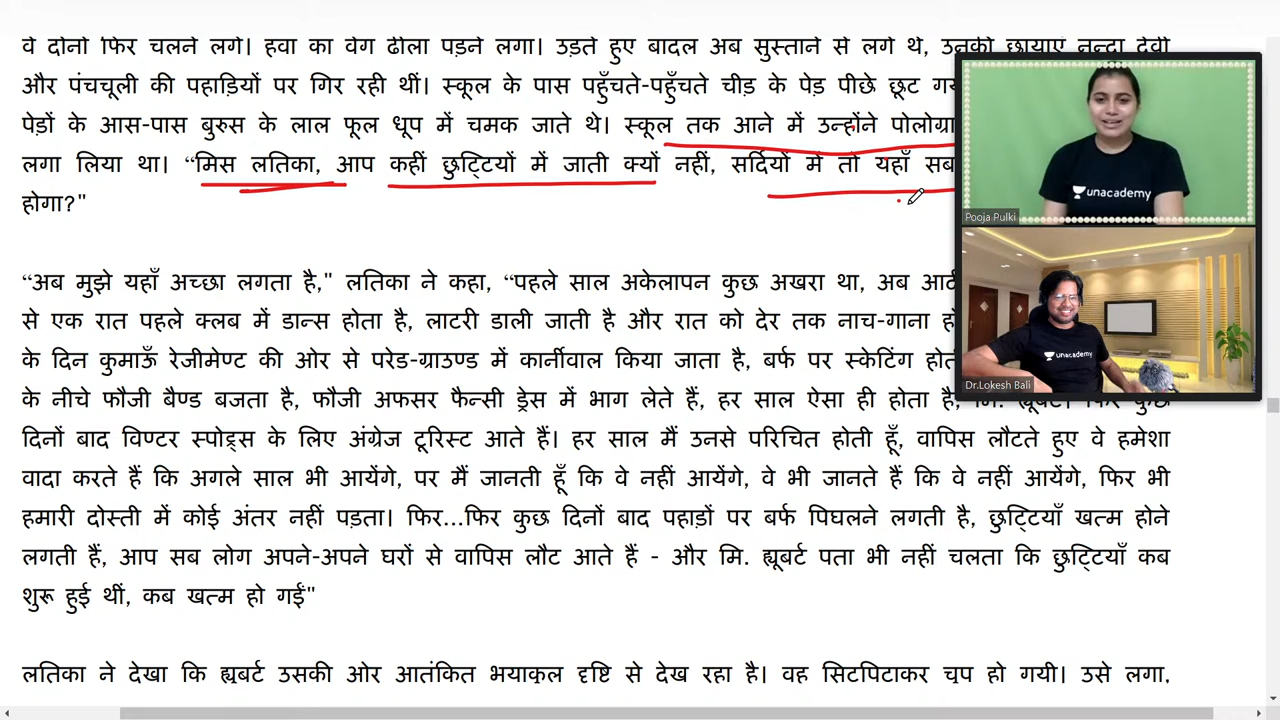 वे दोनों फिर चलने लगे। हवा का वेग ढीला पड़ने लगा। उड़ते हुए बादल अब सुस्ताने से लगे थे, उनकी छायाएँ नन्दा देवी
और पंचचूली की पहाड़ियों पर गिर रही थीं। स्कूल के पास पहुँचते-पहुँचते चीड़ के पेड़ पीछे छूट
पेड़ों के आस-पास बुरुस के लाल फूल धूप में चमक जाते थे। स्कूल तक आने में उन्होंने
लगा लिया था। “मिस लतिका, आप कहीं छुट्टियों में जाती क्यों नहीं, सर्दियों में तो यहाँ सब
होगा?"
“अब मुझे यहाँ अच्छा लगता है," लतिका ने कहा, “पहले साल अकेलापन कुछ अखरा था, अब
से एक रात पहले क्लब में डान्स होता है, लाटरी डाली जाती है और रात को देर तक नाच-गाना
के दिन कुमाऊँ रेजीमेण्ट की ओर से परेड-ग्राउण्ड में कार्नीवाल किया जाता है, बर्फ पर स्केटिंग
के नीचे फौजी बैण्ड बजता है, फौजी अफसर फैन्सी ड्रेस में भाग लेते हैं, हर साल ऐसा ही होता है, मि. ह्यूबर्ट। फिर कुछ
दिनों बाद विण्टर स्पोर्ट्स के लिए अंग्रेज टूरिस्ट आते हैं। हर साल मैं उनसे परिचित होती हूँ, वापिस लौटते हुए वे हमेशा
वादा करते हैं कि अगले साल भी आयेंगे, पर मैं जानती हूँ कि वे नहीं आयेंगे, वे भी जानते हैं कि वे नहीं आयेंगे, फिर भी
हमारी दोस्ती में कोई अंतर नहीं पड़ता। फिर...फिर कुछ दिनों बाद पहाड़ों पर बर्फ पिघलने लगती है, छुट्टियाँ खत्म होने
लगती हैं, आप सब लोग अपने-अपने घरों से वापिस लौट आते हैं - और मि. ह्यूबर्ट पता भी नहीं चलता कि छुट्टियाँ कब
शुरू हुई थीं, कब खत्म हो गईं"
लतिका ने देखा कि ह्यूबर्ट उसकी ओर आतंकित भयाकुल दृष्टि से देख रहा है। वह सिटपिटाकर चुप हो गयी। उसे लगा,
unacademy
Pooja Pulki
unacademy
Dr.Lokesh Bali